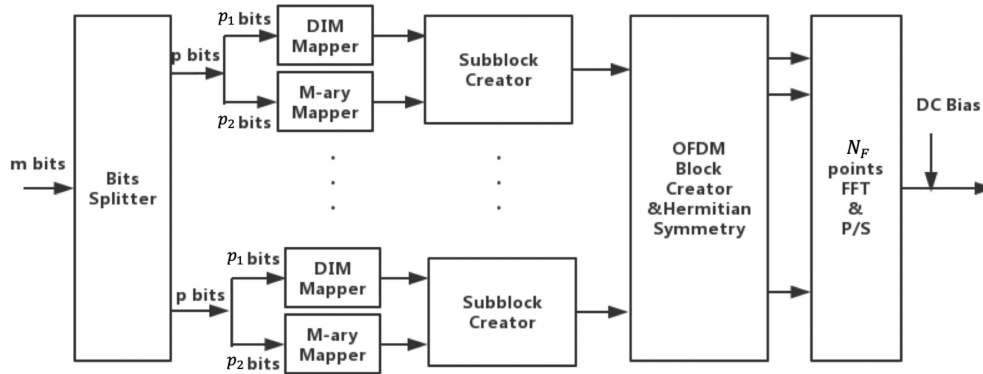 m bits
Bits
Splitter
p bits
p₁ bits
DIM
Mapper
p₂ bits
M-ary
Mapper
Subblock
Creator
p bits
p₁ bits
DIM
Mapper
p₂ bits
M-ary
Mapper
Subblock
Creator
OFDM
Block
Creator
&Hermitian
Symmetry
N_F
points
FFT
&
P/S
DC Bias